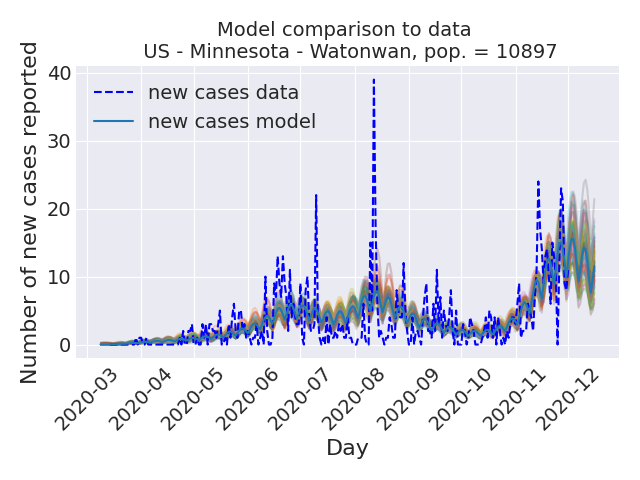 Model comparison to data
US - Minnesota - Watonwan, pop. = 10897
Number of new cases reported
40
30
20
10
0
new cases data
new cases model
2020-03
2020-04
2020-05
2020-06
2020-07
2020-08
2020-09
2020-10
2020-11
2020-12
Day